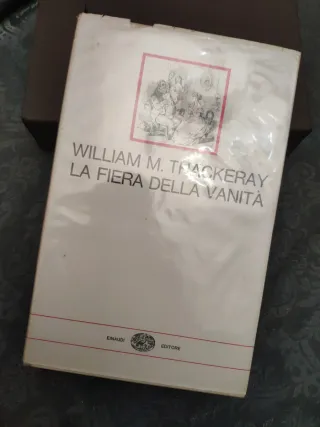 WILLIAM M. THACKERAY
LA FIERA DELLA VANITÀ
EINAUDI EDITORE